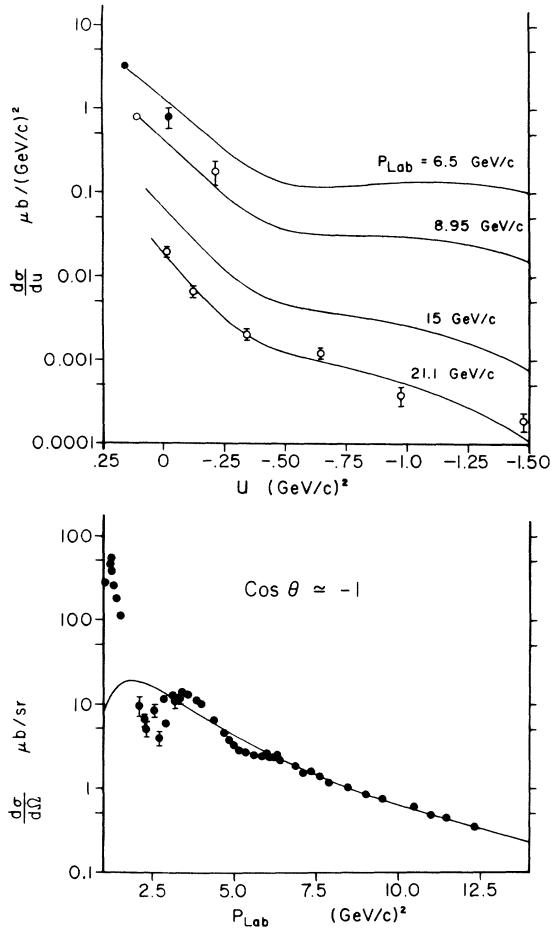 10
1
0.1
0.01
0.001
0.0001
dσ/du μb/(GeV/c)²
P_Lab = 6.5 GeV/c
8.95 GeV/c
15 GeV/c
21.1 GeV/c
.25 0 -.25 -.50 -.75 -1.0 -1.25 -1.50
U (GeV/c)²
100
100
10
1
0.1
dσ/dΩ μb/sr
Cos θ ≃ -1
2.5 5.0 7.5 10.0 12.5
P_Lab (GeV/c)²